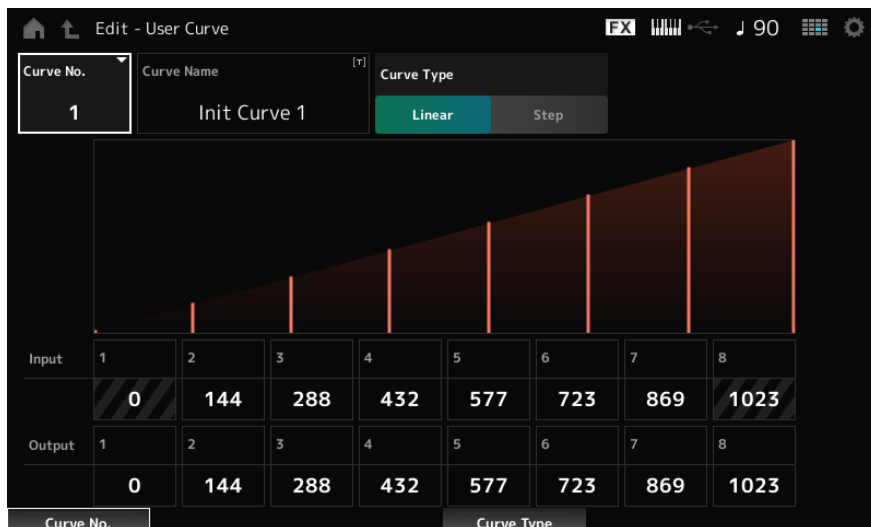 Edit - User Curve FX ♩ 90
Curve No. Curve Name [T] Curve Type
1 Init Curve 1 Linear Step
Input 1 2 3 4 5 6 7 8
0 144 288 432 577 723 869 1023
Output 1 2 3 4 5 6 7 8
0 144 288 432 577 723 869 1023
Curve No. Curve Type